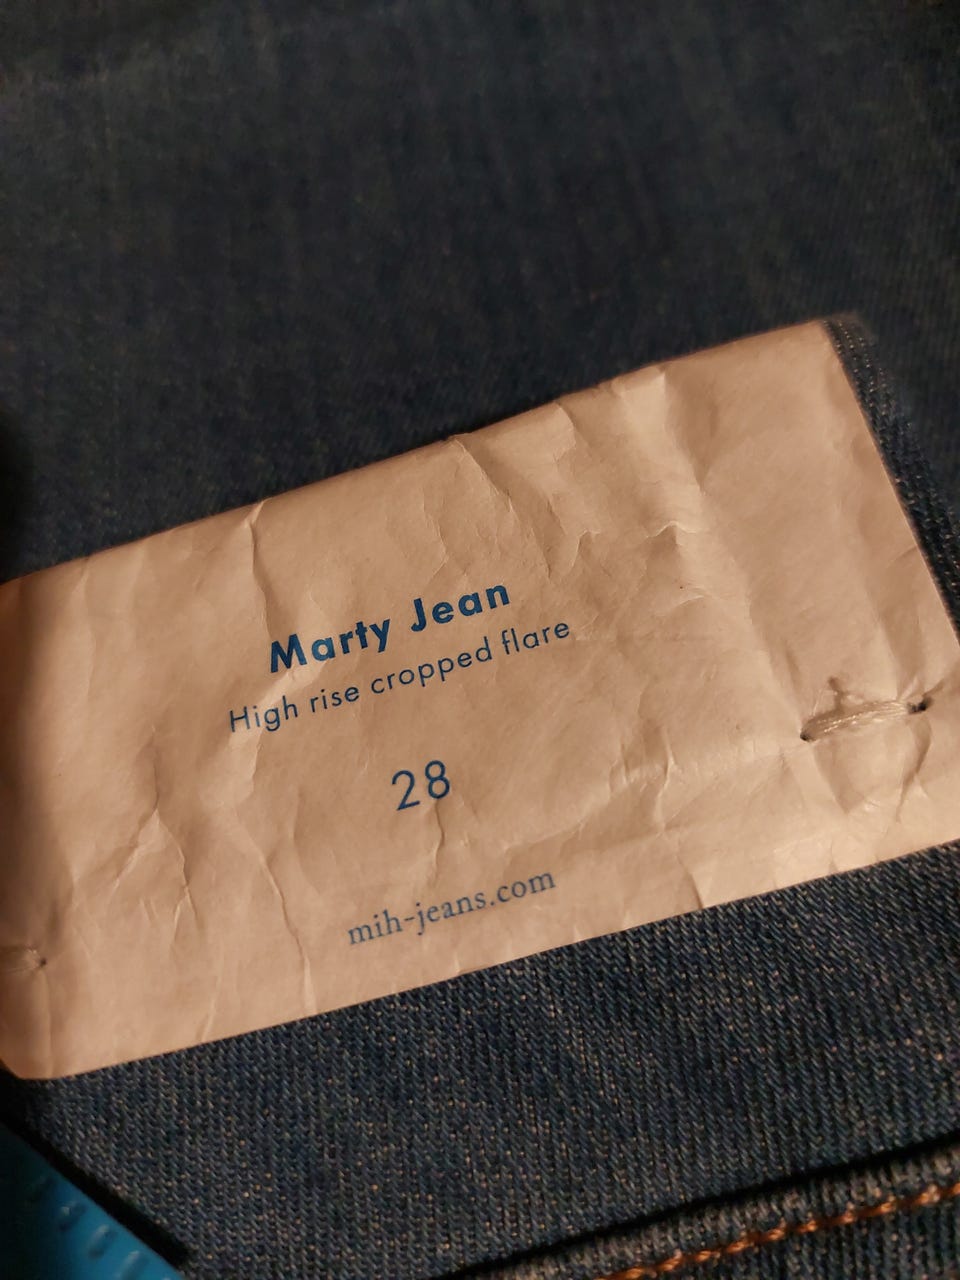 Marty Jean
High rise cropped flare
28
mih-jeans.com